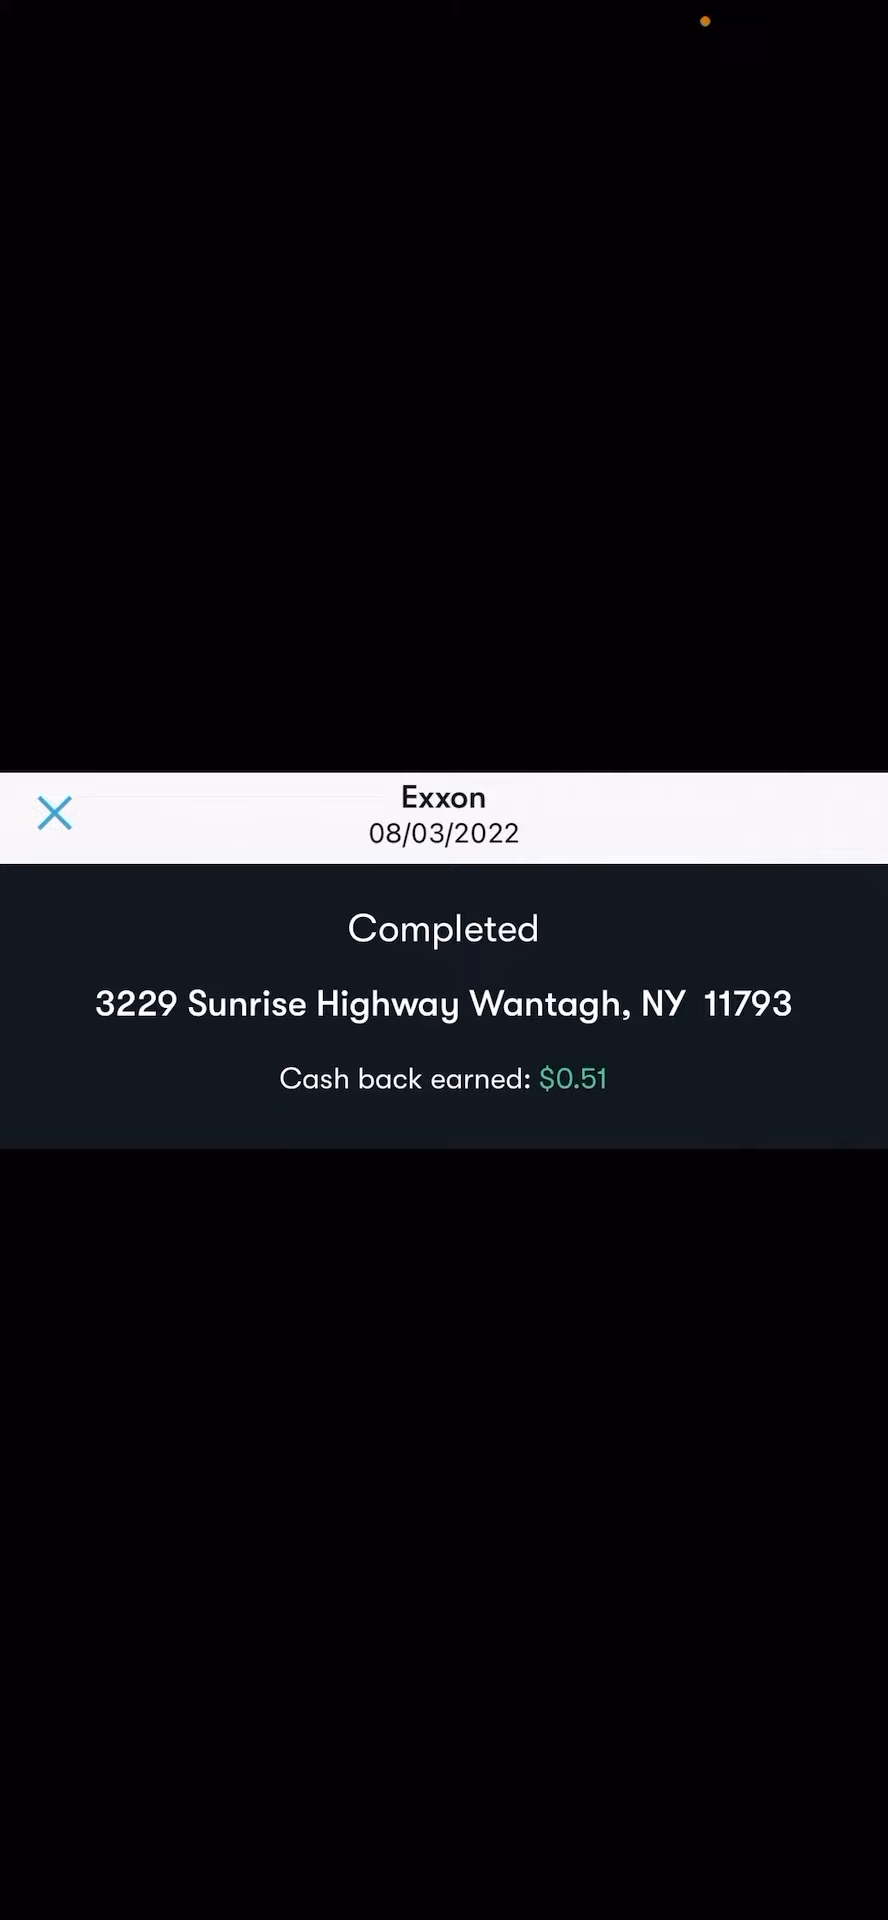 Exxon
08/03/2022
Completed
3229 Sunrise Highway Wantagh, NY  11793
Cash back earned: $0.51